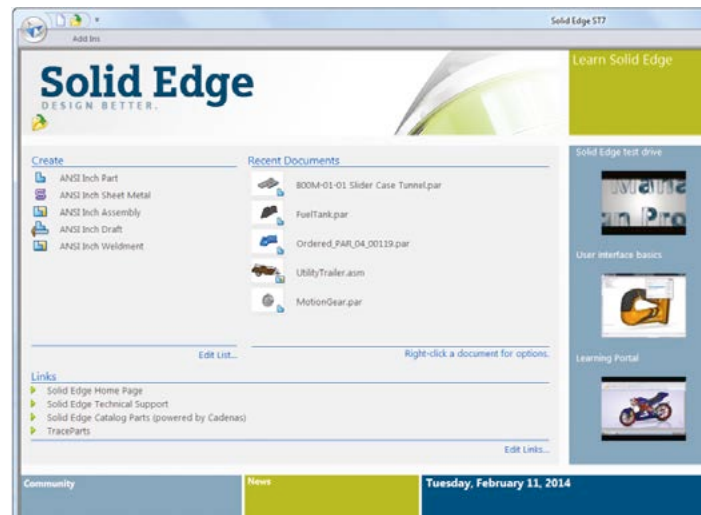 Solid Edge ST7
Add Ins
Solid Edge
DESIGN BETTER.
Learn Solid Edge
Create
ANSI Inch Part
ANSI Inch Sheet Metal
ANSI Inch Assembly
ANSI Inch Draft
ANSI Inch Weldment
Edit List...
Recent Documents
800M-01-01 Slider Case Tunnel.par
FuelTank.par
Ordered_PAR_04_00119.par
UtilityTrailer.asm
MotionGear.par
Right-click a document for options.
Links
Solid Edge Home Page
Solid Edge Technical Support
Solid Edge Catalog Parts (powered by Cadenas)
TraceParts
Edit Links...
Solid Edge test drive
User interface basics
Learning Portal
Community
News
Tuesday, February 11, 2014